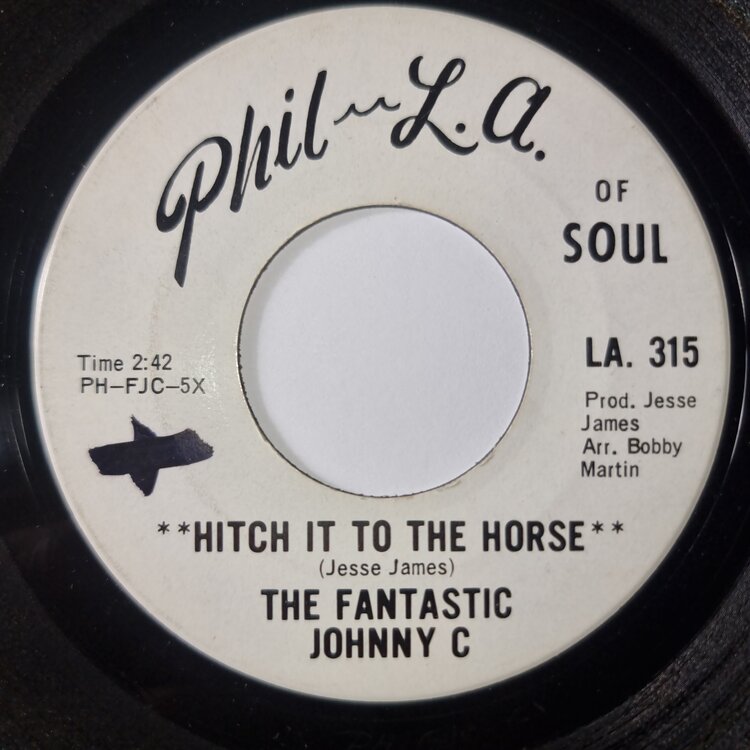 Phil-L.A.
OF
SOUL
LA. 315
Time 2:42
PH-FJC-5X
Prod. Jesse
James
Arr. Bobby
Martin
**HITCH IT TO THE HORSE**
(Jesse James)
THE FANTASTIC
JOHNNY C